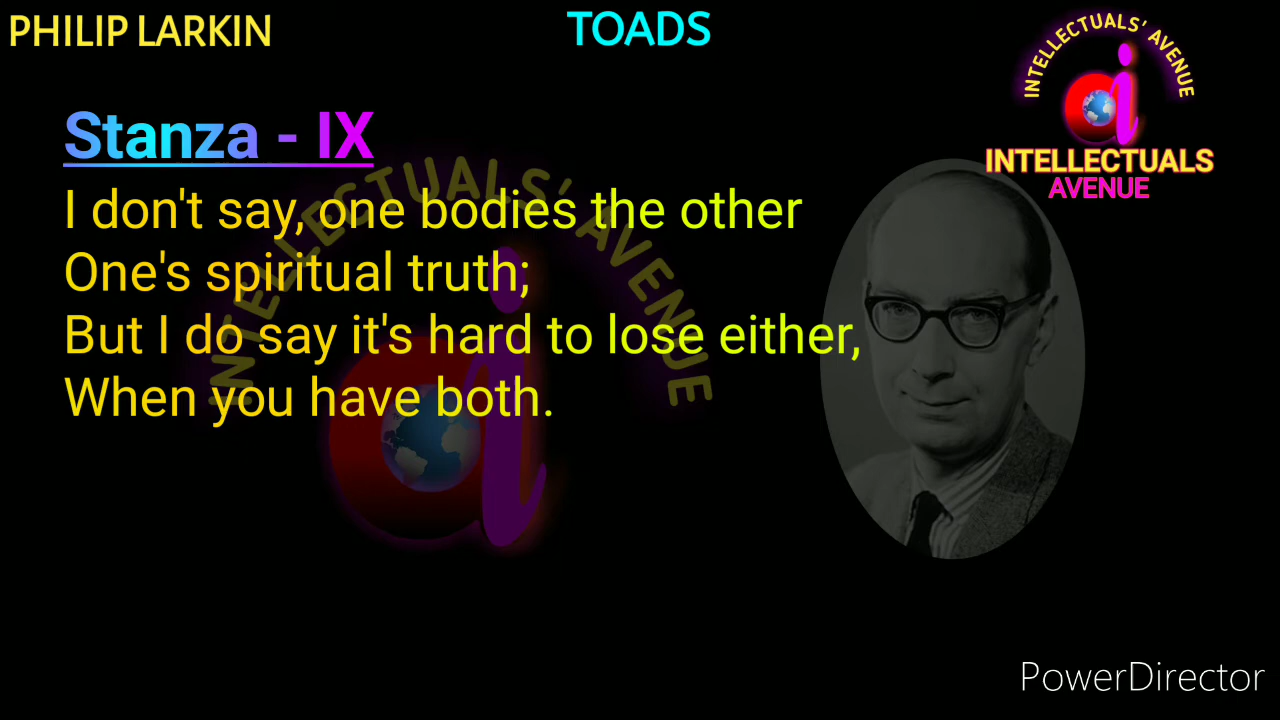 PHILIP LARKIN
TOADS
INTELLECTUALS' AVENUE
INTELLECTUALS
AVENUE
Stanza - IX
I don't say, one bodies the other
One's spiritual truth;
But I do say it's hard to lose either,
When you have both.
INTELLECTUALS' AVENUE
PowerDirector